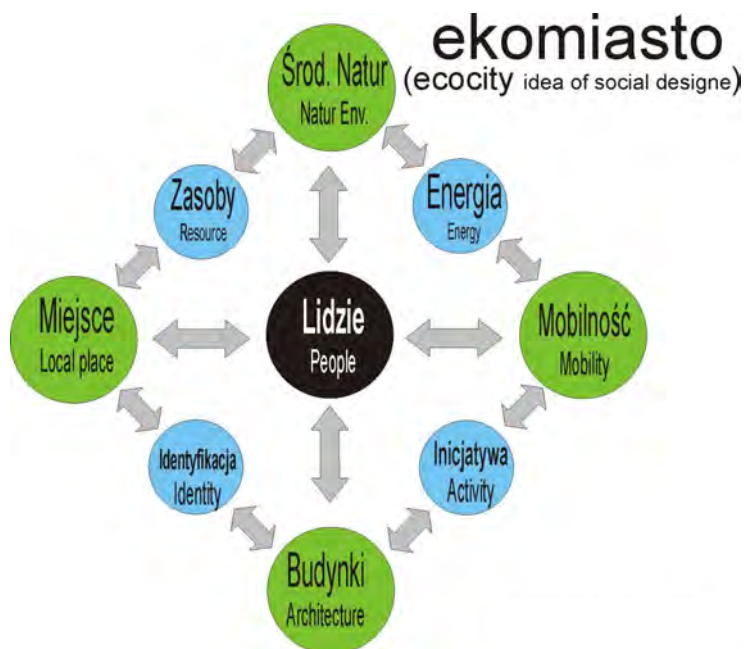 ekomiasto
(ecocity idea of social designe)
Środ. Natur
Natur Env.
Zasoby
Resource
Energia
Energy
Miejsce
Local place
Lidzie
People
Mobilność
Mobility
Identyfikacja
Identity
Inicjatywa
Activity
Budynki
Architecture